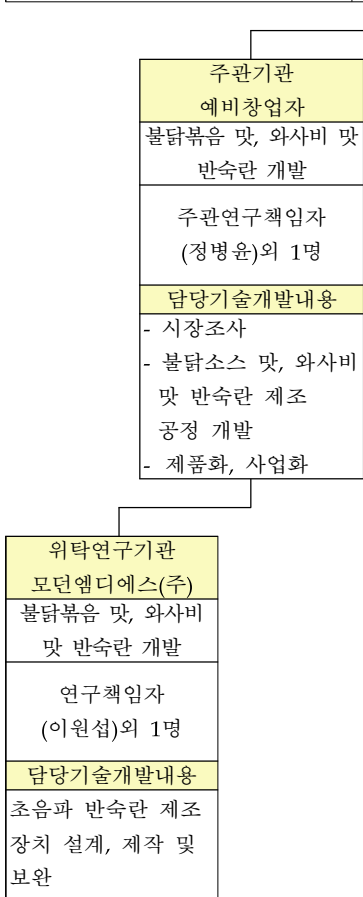 주관기관
예비창업자
불닭볶음 맛, 와사비 맛
반숙란 개발
주관연구책임자
(정병윤)외 1명
담당기술개발내용
- 시장조사
- 불닭소스 맛, 와사비
맛 반숙란 제조
공정 개발
- 제품화, 사업화
위탁연구기관
모던엠디에스(주)
불닭볶음 맛, 와사비
맛 반숙란 개발
연구책임자
(이원섭)외 1명
담당기술개발내용
초음파 반숙란 제조
장치 설계, 제작 및
보완